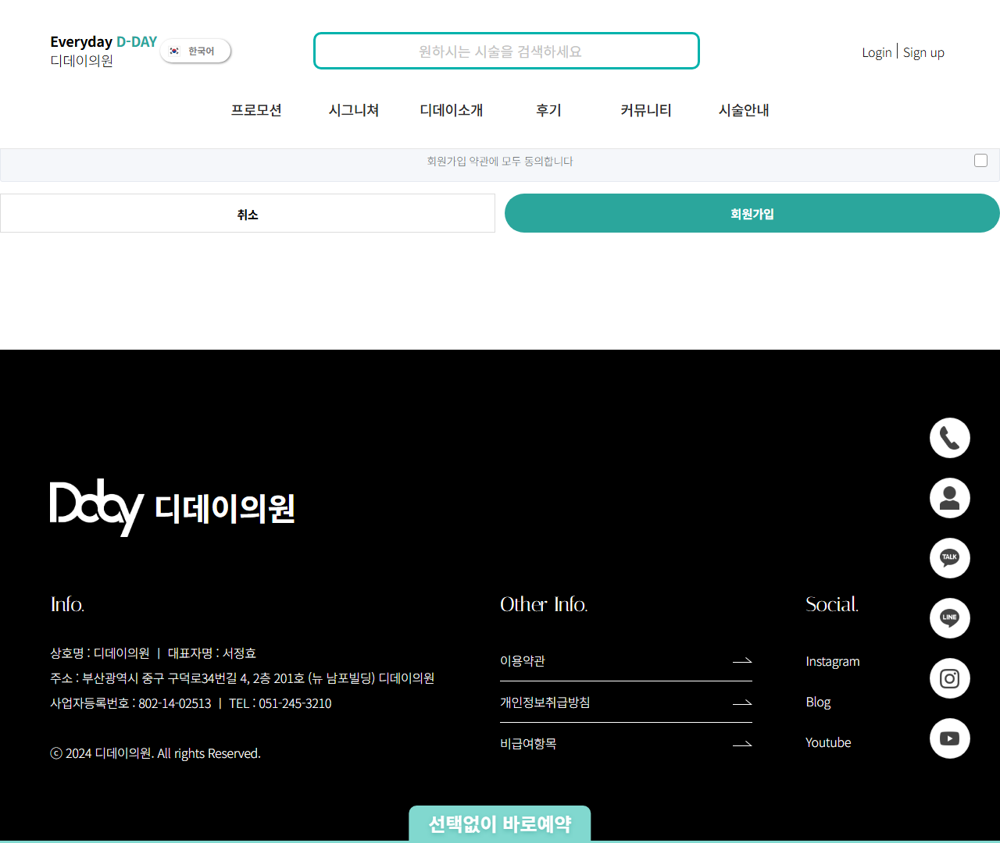 Everyday D-DAY
디데이의원
한국어
원하시는 시술을 검색하세요
Login | Sign up
프로모션 시그니쳐 디데이소개 후기 커뮤니티 시술안내
회원가입 약관에 모두 동의합니다
취소
회원가입
Dday 디데이의원
Info.
상호명 : 디데이의원 ㅣ 대표자명 : 서정효
주소 : 부산광역시 중구 구덕로34번길 4, 2층 201호 (뉴 남포빌딩) 디데이의원
사업자등록번호 : 802-14-02513 ㅣ TEL : 051-245-3210
ⓒ 2024 디데이의원. All rights Reserved.
Other Info.
이용약관
개인정보취급방침
비급여항목
Social.
Instagram
Blog
Youtube
TALK
LINE
선택없이 바로예약